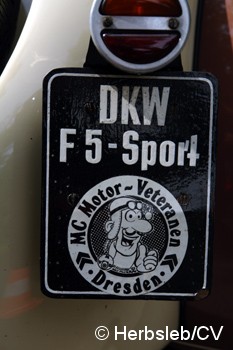 DKW
F 5-Sport
MC Motor-Veteranen
Dresden
© Herbsleb/CV